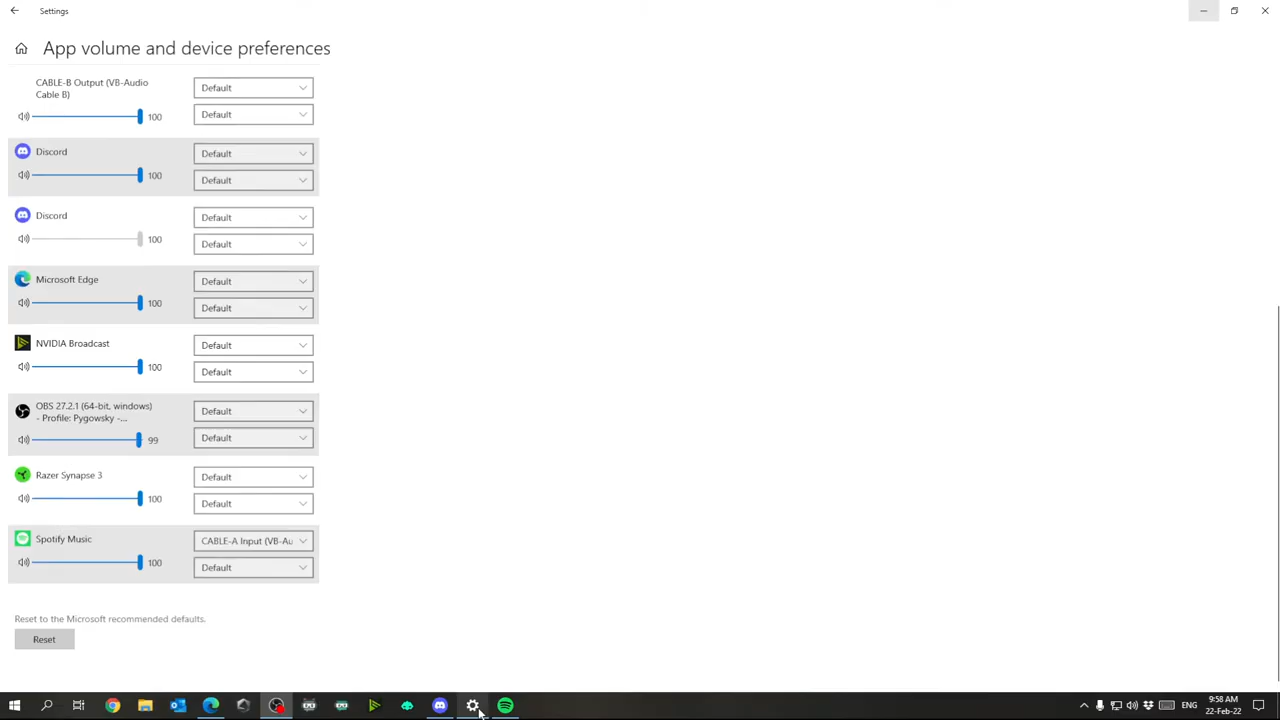 Settings
App volume and device preferences
CABLE-B Output (VB-Audio
Cable B)
Default
100
Default
Discord
Default
100
Default
Discord
Default
100
Default
Microsoft Edge
Default
100
Default
NVIDIA Broadcast
Default
100
Default
OBS 27.2.1 (64-bit, windows)
- Profile: Pygowsky -...
Default
99
Default
Razer Synapse 3
Default
100
Default
Spotify Music
CABLE-A Input (VB-Au
100
Default
Reset to the Microsoft recommended defaults.
Reset
ENG
9:58 AM
22-Feb-22